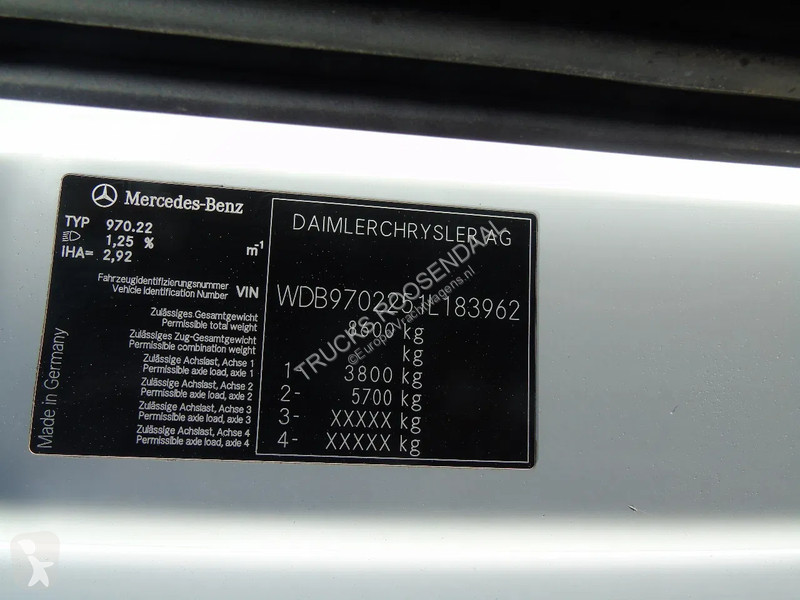 Mercedes-Benz
TYP 970.22
1,25 %
IHA= 2,92 m-1
Fahrzeugidentifizierungsnummer
Vehicle Identification Number VIN
Zulässiges Gesamtgewicht
Permissible total weight
Zulässiges Zug-Gesamtgewicht
Permissible combination weight
Zulässige Achslast, Achse 1
Permissible axle load, axle 1
Zulässige Achslast, Achse 2
Permissible axle load, axle 2
Zulässige Achslast, Achse 3
Permissible axle load, axle 3
Zulässige Achslast, Achse 4
Permissible axle load, axle 4
Made in Germany
DAIMLERCHRYSLER AG
8600 kg
kg
1- 3800 kg
2- 5700 kg
3- XXXXX kg
4- XXXXX kg
TRUCKS ROOSENDAAL